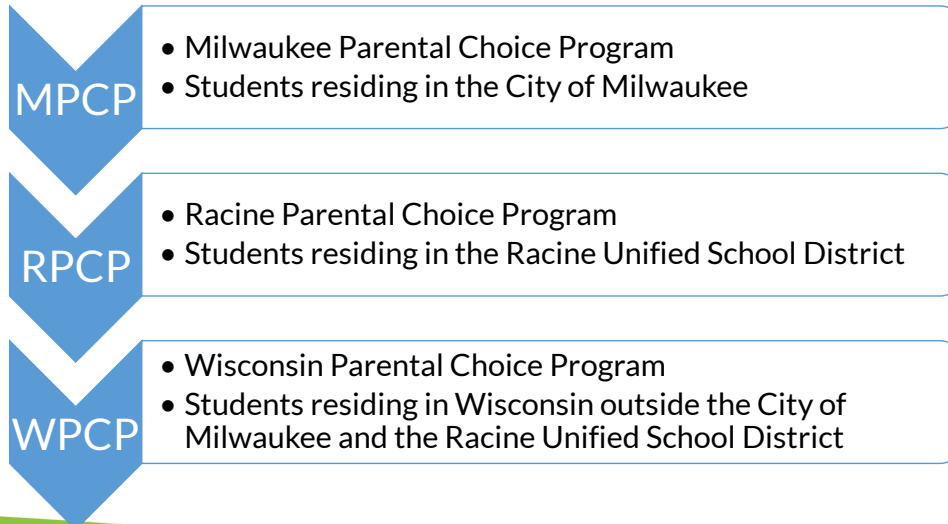 MPCP
• Milwaukee Parental Choice Program
• Students residing in the City of Milwaukee
RPCP
• Racine Parental Choice Program
• Students residing in the Racine Unified School District
WPCP
• Wisconsin Parental Choice Program
• Students residing in Wisconsin outside the City of
Milwaukee and the Racine Unified School District